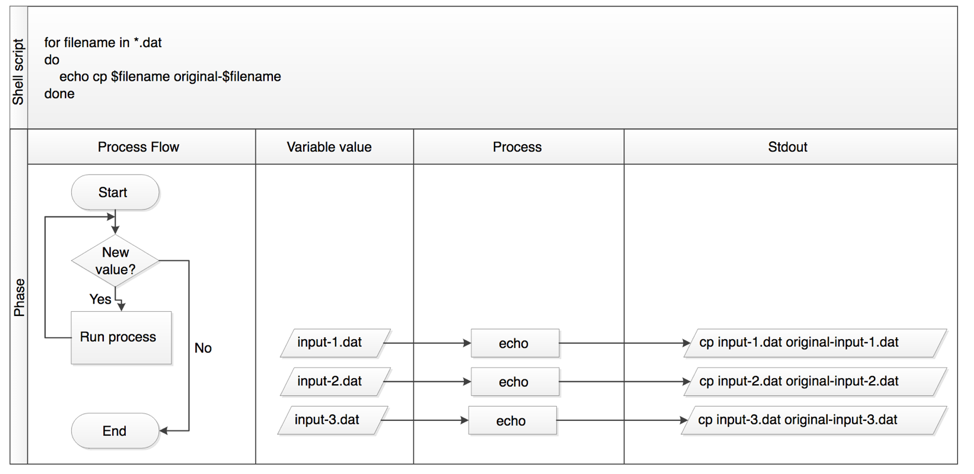 Shell script
for filename in *.dat
do
echo cp $filename original-$filename
done
Phase
Process Flow
Variable value
Process
Stdout
Start
New
value?
Yes
Run process
No
End
input-1.dat
echo
cp input-1.dat original-input-1.dat
input-2.dat
echo
cp input-2.dat original-input-2.dat
input-3.dat
echo
cp input-3.dat original-input-3.dat